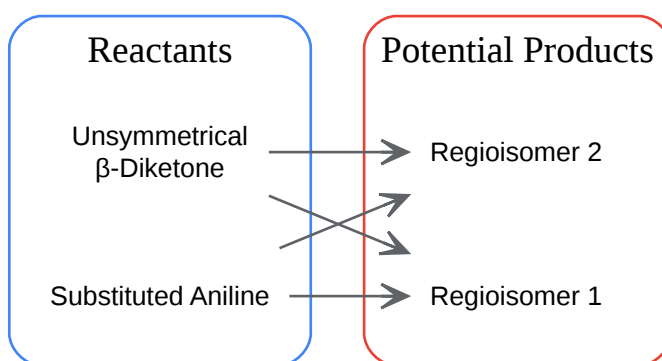 Reactants
Unsymmetrical
β-Diketone
Substituted Aniline
Potential Products
Regioisomer 2
Regioisomer 1